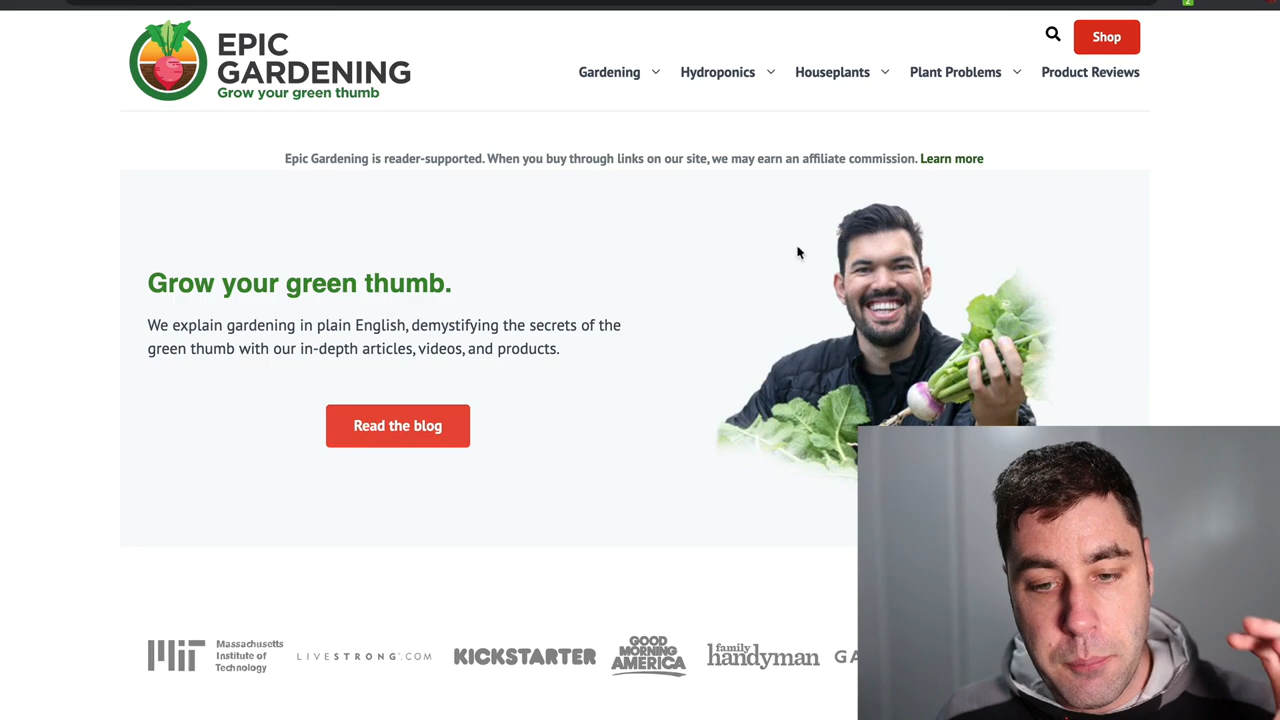 EPIC
GARDENING
Grow your green thumb
Shop
Gardening
Hydroponics
Houseplants
Plant Problems
Product Reviews
Epic Gardening is reader-supported. When you buy through links on our site, we may earn an affiliate commission. Learn more
Grow your green thumb.
We explain gardening in plain English, demystifying the secrets of the
green thumb with our in-depth articles, videos, and products.
Read the blog
MIT
Massachusetts
Institute of
Technology
LIVESTRONG.COM
KICKSTARTER
GOOD
MORNING
AMERICA
family
handyman
GA